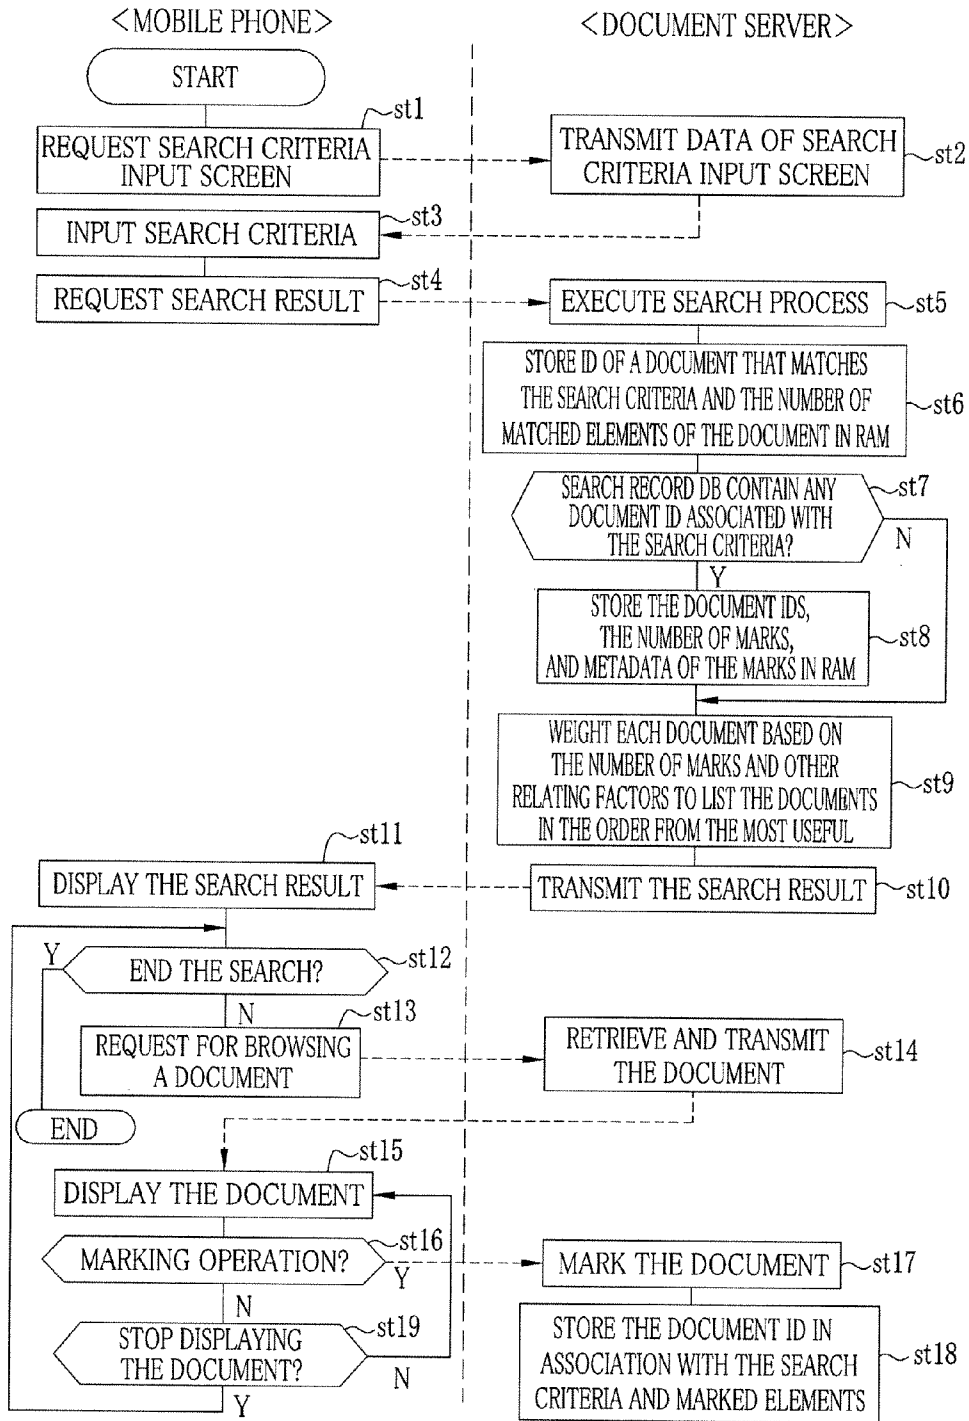 <MOBILE PHONE>
<DOCUMENT SERVER>
START
st1
REQUEST SEARCH CRITERIA
INPUT SCREEN
TRANSMIT DATA OF SEARCH
CRITERIA INPUT SCREEN
st2
st3
INPUT SEARCH CRITERIA
st4
REQUEST SEARCH RESULT
EXECUTE SEARCH PROCESS
st5
STORE ID OF A DOCUMENT THAT MATCHES
THE SEARCH CRITERIA AND THE NUMBER OF
MATCHED ELEMENTS OF THE DOCUMENT IN RAM
st6
SEARCH RECORD DB CONTAIN ANY
DOCUMENT ID ASSOCIATED WITH
THE SEARCH CRITERIA?
st7
N
Y
STORE THE DOCUMENT IDS,
THE NUMBER OF MARKS,
AND METADATA OF THE MARKS IN RAM
st8
WEIGHT EACH DOCUMENT BASED ON
THE NUMBER OF MARKS AND OTHER
RELATING FACTORS TO LIST THE DOCUMENTS
IN THE ORDER FROM THE MOST USEFUL
st9
st11
DISPLAY THE SEARCH RESULT
TRANSMIT THE SEARCH RESULT
st10
Y
END THE SEARCH?
st12
N
st13
REQUEST FOR BROWSING
A DOCUMENT
RETRIEVE AND TRANSMIT
THE DOCUMENT
st14
END
st15
DISPLAY THE DOCUMENT
MARKING OPERATION?
st16
Y
MARK THE DOCUMENT
st17
N
STOP DISPLAYING
THE DOCUMENT?
st19
N
Y
STORE THE DOCUMENT ID IN
ASSOCIATION WITH THE SEARCH
CRITERIA AND MARKED ELEMENTS
st18